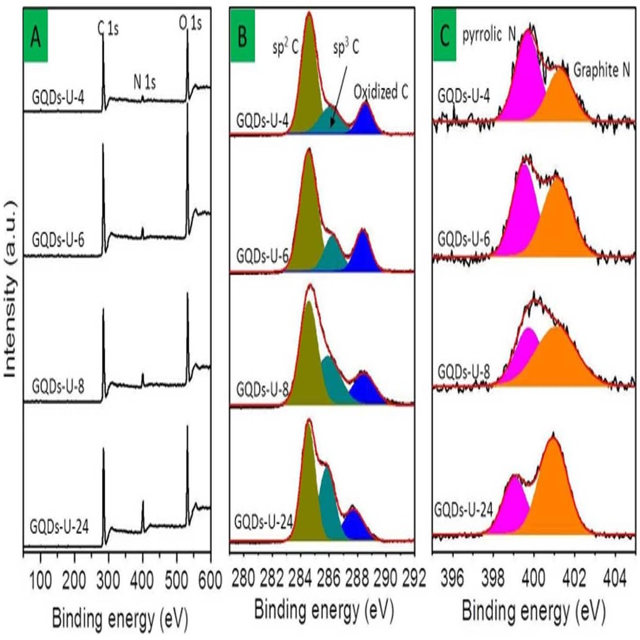 A
C 1s
O 1s
N 1s
GQDs-U-4
GQDs-U-6
GQDs-U-8
GQDs-U-24
Intensity (a.u.)
100 200 300 400 500 600
Binding energy (eV)
B
sp² C
sp³ C
Oxidized C
GQDs-U-4
GQDs-U-6
GQDs-U-8
GQDs-U-24
280 282 284 286 288 290 292
Binding energy (eV)
C
pyrrolic N
Graphite N
GQDs-U-4
GQDs-U-6
GQDs-U-8
GQDs-U-24
396 398 400 402 404
Binding energy (eV)